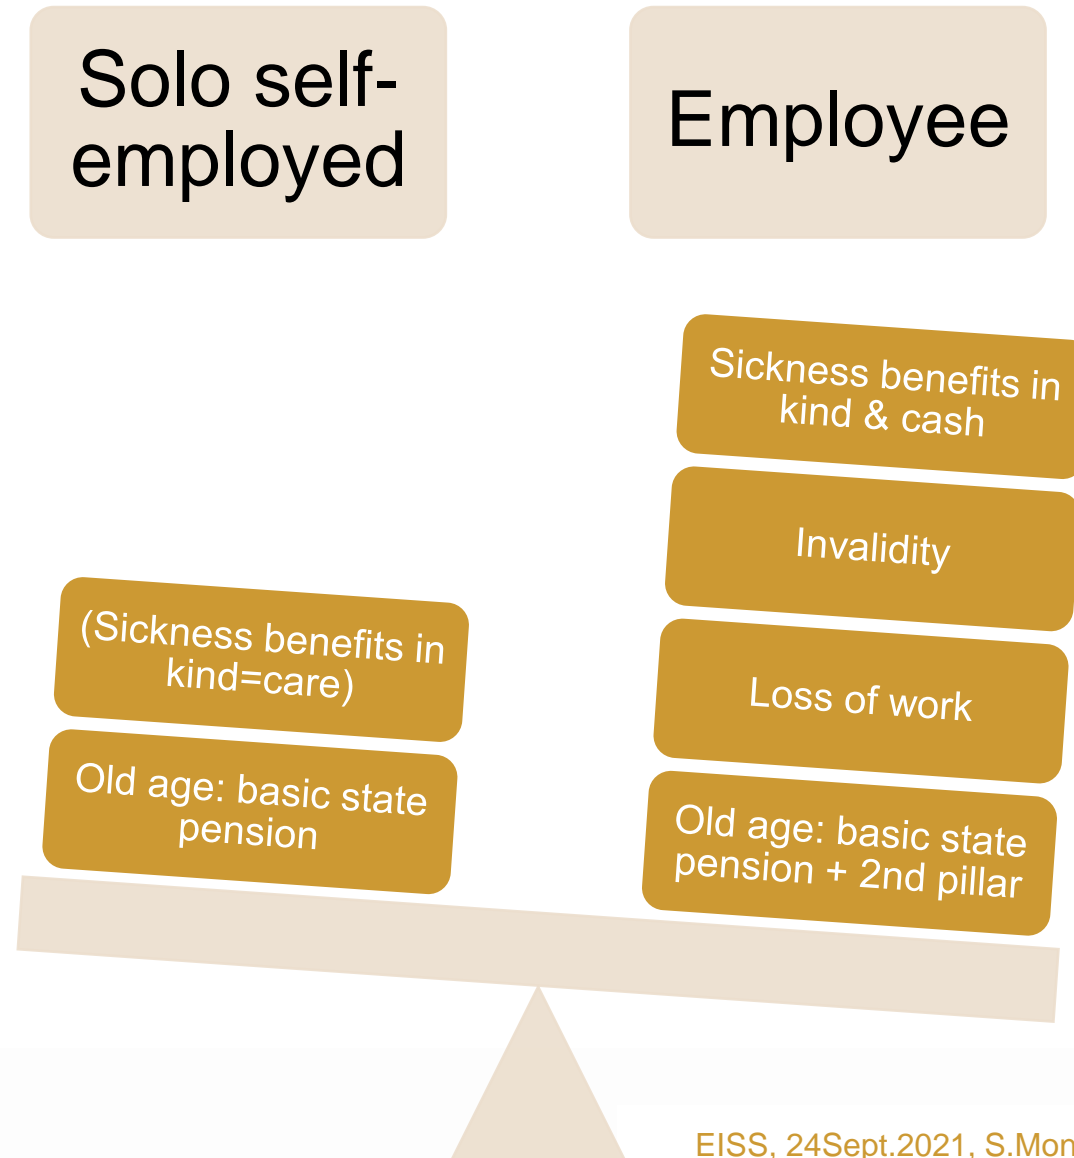 Solo self-
employed
Employee
Sickness benefits in
kind & cash
Invalidity
(Sickness benefits in
kind=care)
Loss of work
Old age: basic state
pension
Old age: basic state
pension + 2nd pillar
EISS, 24Sept.2021, S.Mon